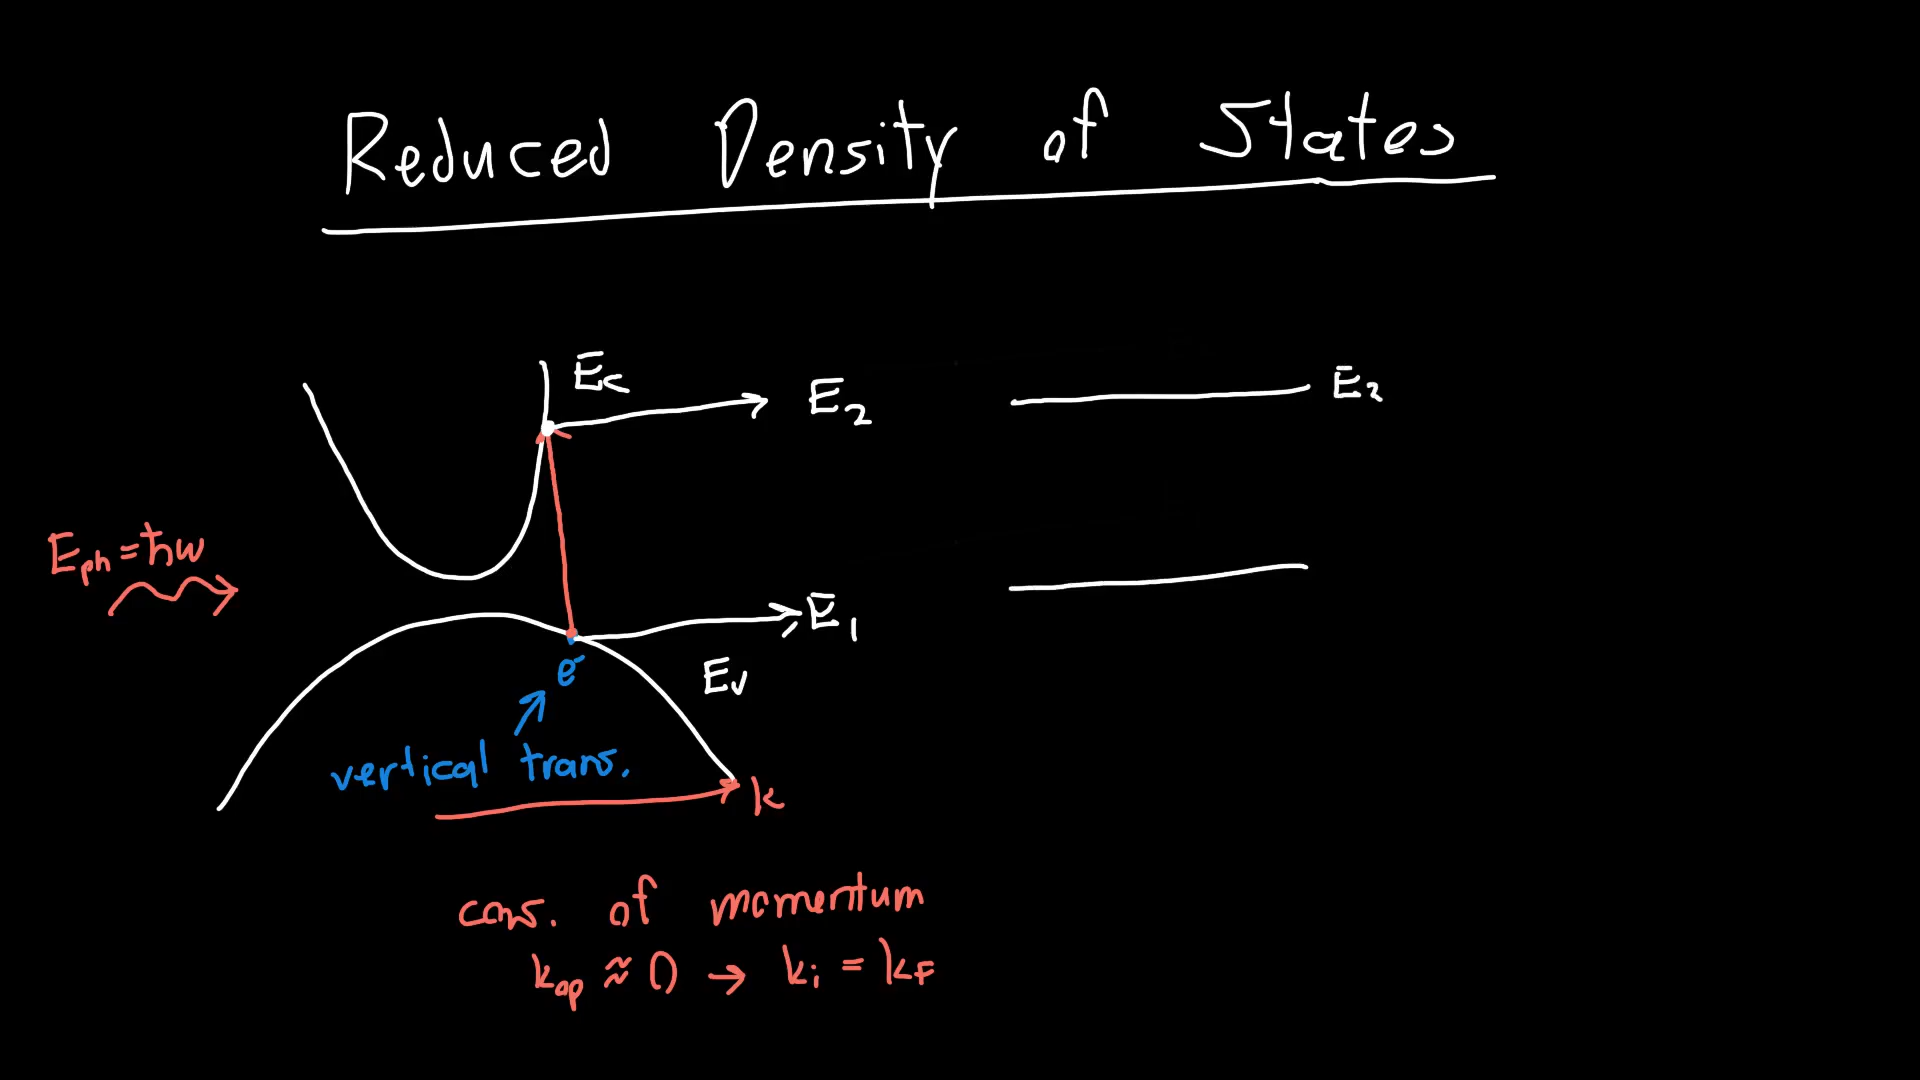 Reduced Density of States
Ec
E2
E2
Eph = ħω
E1
e-
Ev
vertical trans.
k
cons. of momentum
kop ≈ 0 → ki = kF